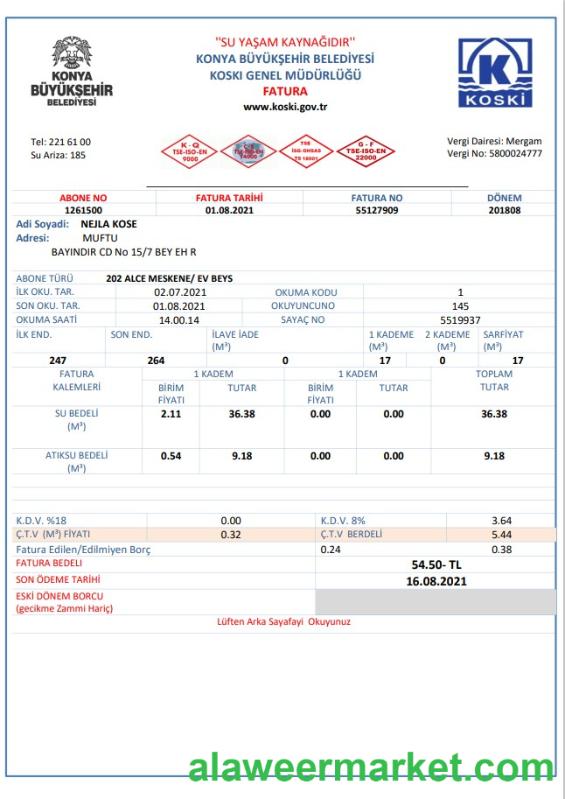 "SU YAŞAM KAYNAĞIDIR"
KONYA BÜYÜKŞEHİR BELEDİYESİ
KOSKI GENEL MÜDÜRLÜĞÜ
FATURA
www.koski.gov.tr
KONYA
BÜYÜKŞEHİR
BELEDİYESİ
K
KOSKİ
Tel: 221 61 00
Su Ariza: 185
K - Q
TSE-ISO-EN
9000
TSE-ISO-EN
14000
TSE
ISG-OHSAS
TS 18001
G - F
TSE-ISO-EN
22000
Vergi Dairesi: Mergam
Vergi No: 5800024777
ABONE NO FATURA TARİHİ FATURA NO DÖNEM
1261500 01.08.2021 55127909 201808
Adi Soyadi: NEJLA KOSE
Adresi: MUFTU
BAYINDIR CD No 15/7 BEY EH R
ABONE TÜRÜ 202 ALCE MESKENE/ EV BEYS
İLK OKU. TAR. 02.07.2021 OKUMA KODU 1
SON OKU. TAR. 01.08.2021 OKUYUCUNO 145
OKUMA SAATİ 14.00.14 SAYAÇ NO 5519937
İLK END. SON END. İLAVE İADE 1 KADEME 2 KADEME SARFİYAT
(M³) (M³) (M³) (M³)
247 264 0 17 0 17
FATURA 1 KADEM 1 KADEM TOPLAM
KALEMLERİ BİRİM TUTAR BİRİM TUTAR TUTAR
FİYATI FİYATI
SU BEDELİ 2.11 36.38 0.00 0.00 36.38
(M³)
ATIKSU BEDELİ 0.54 9.18 0.00 0.00 9.18
(M³)
K.D.V. %18 0.00 K.D.V. 8% 3.64
Ç.T.V (M³) FİYATI 0.32 Ç.T.V BERDELİ 5.44
Fatura Edilen/Edilmiyen Borç 0.24 0.38
FATURA BEDELI 54.50- TL
SON ÖDEME TARİHİ 16.08.2021
ESKİ DÖNEM BORCU
(gecikme Zammi Hariç)
Lüften Arka Sayafayi Okuyunuz
alaweermarket.com